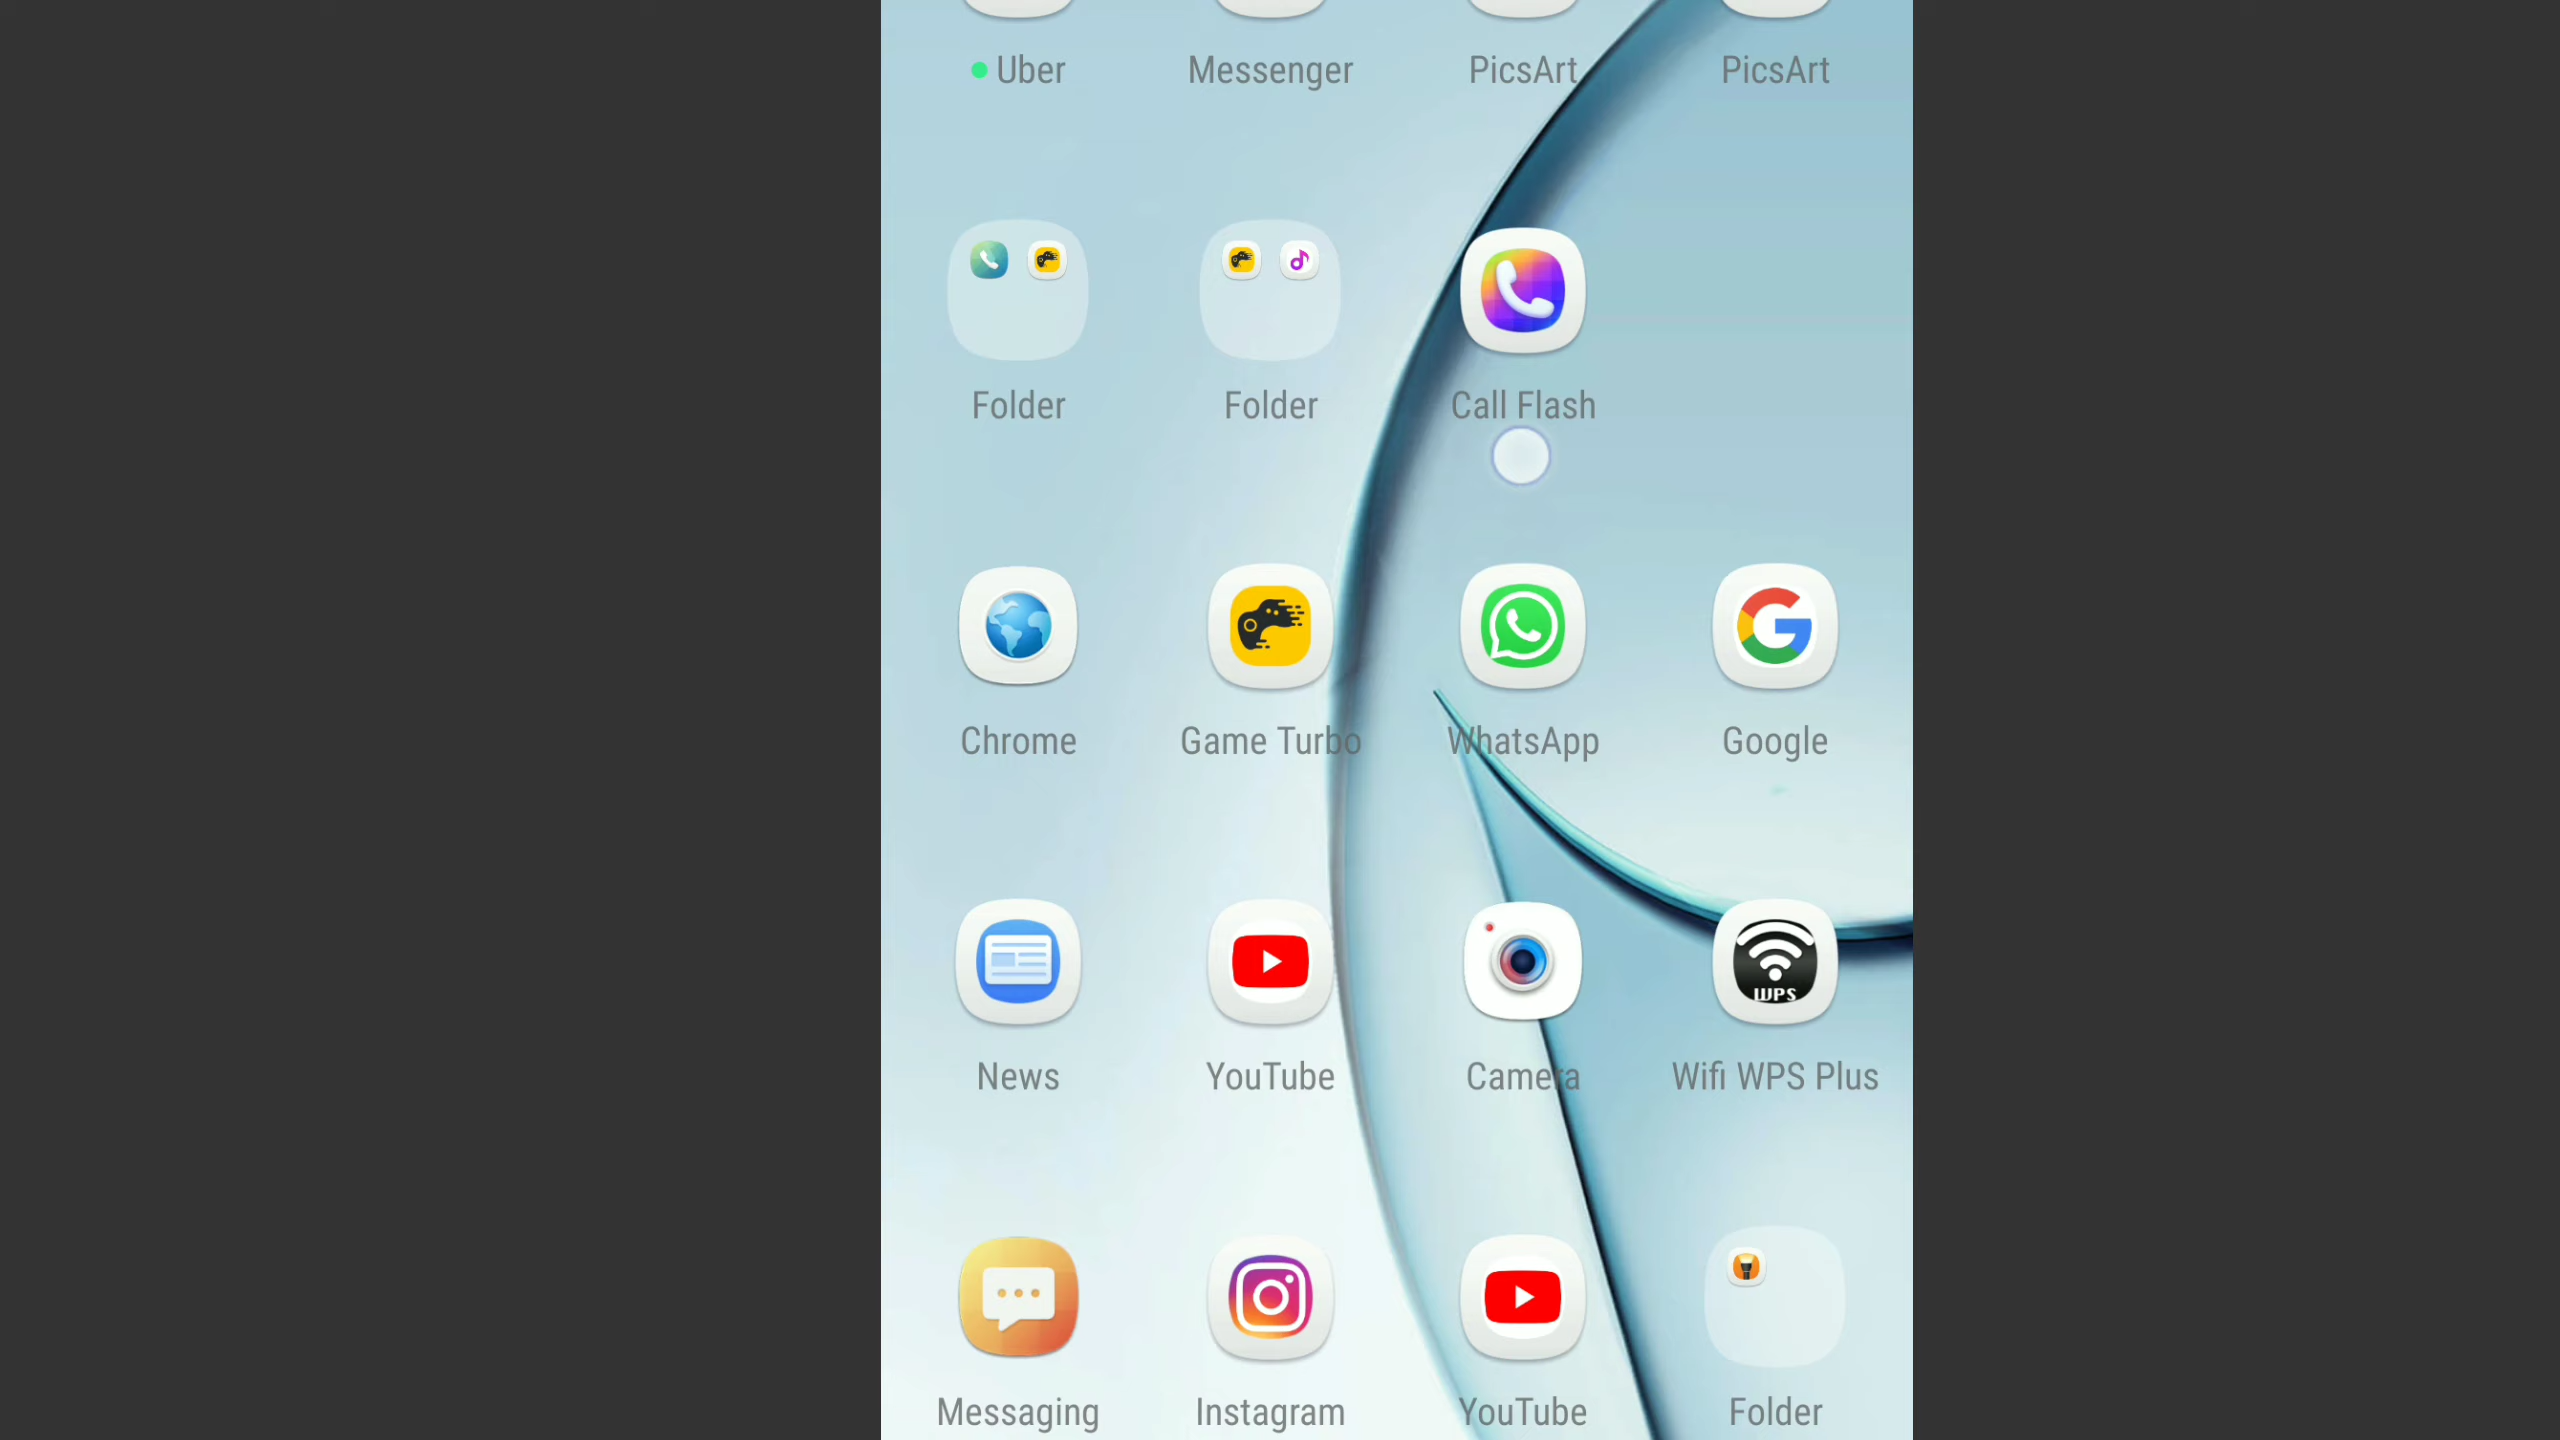 Uber Messenger PicsArt PicsArt
Folder Folder Call Flash
Chrome Game Turbo WhatsApp Google
WPS
News YouTube Camera Wifi WPS Plus
Messaging Instagram YouTube Folder